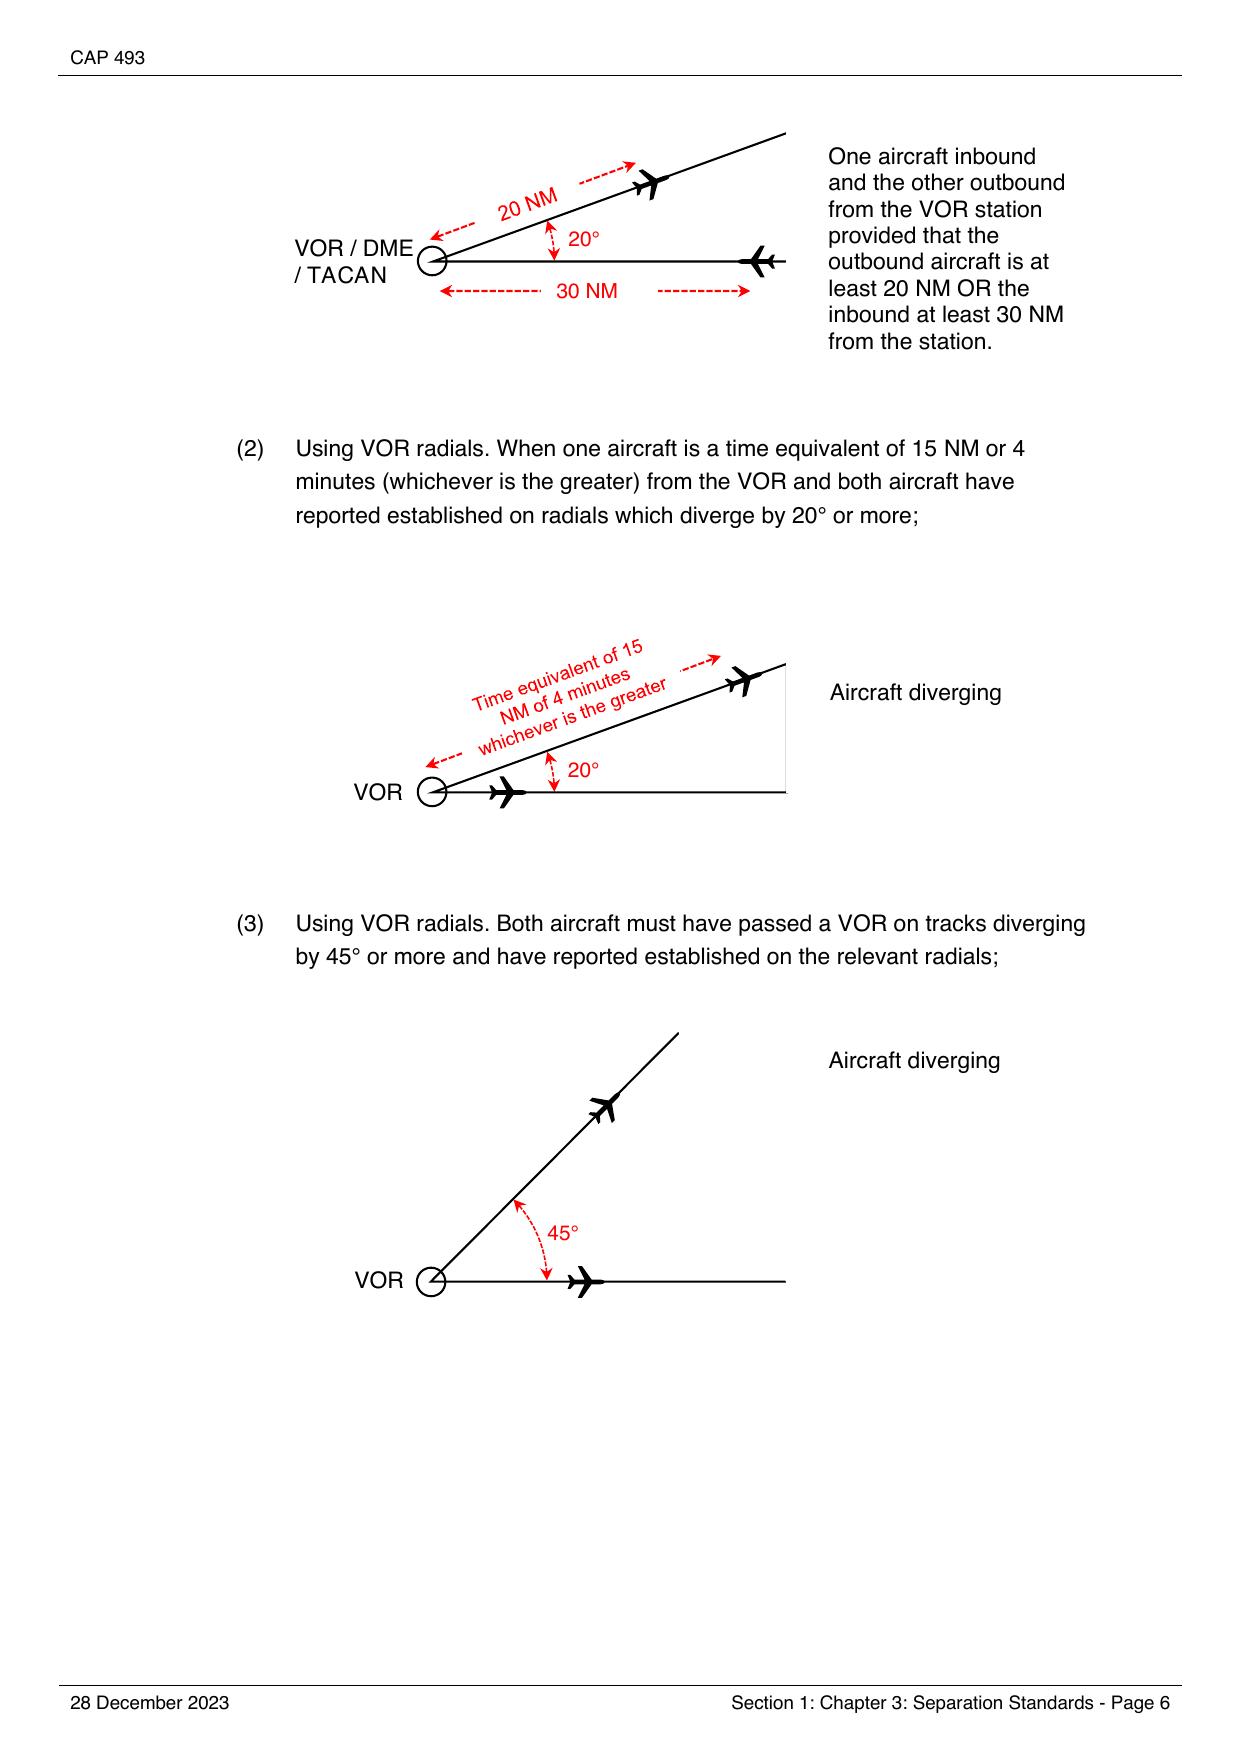 CAP 493
One aircraft inbound
and the other outbound
from the VOR station
provided that the
outbound aircraft is at
least 20 NM OR the
inbound at least 30 NM
from the station.
20 NM
20°
VOR / DME
/ TACAN
30 NM
(2) Using VOR radials. When one aircraft is a time equivalent of 15 NM or 4
minutes (whichever is the greater) from the VOR and both aircraft have
reported established on radials which diverge by 20° or more;
Time equivalent of 15
NM of 4 minutes
whichever is the greater
Aircraft diverging
20°
VOR
(3) Using VOR radials. Both aircraft must have passed a VOR on tracks diverging
by 45° or more and have reported established on the relevant radials;
Aircraft diverging
45°
VOR
28 December 2023
Section 1: Chapter 3: Separation Standards - Page 6